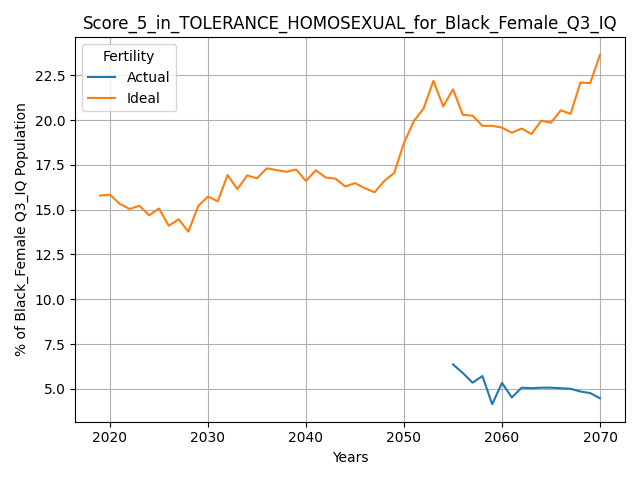 Score_5_in_TOLERANCE_HOMOSEXUAL_for_Black_Female_Q3_IQ
Fertility
Actual
Ideal
22.5
20.0
17.5
15.0
12.5
10.0
7.5
5.0
% of Black_Female Q3_IQ Population
2020 2030 2040 2050 2060 2070
Years